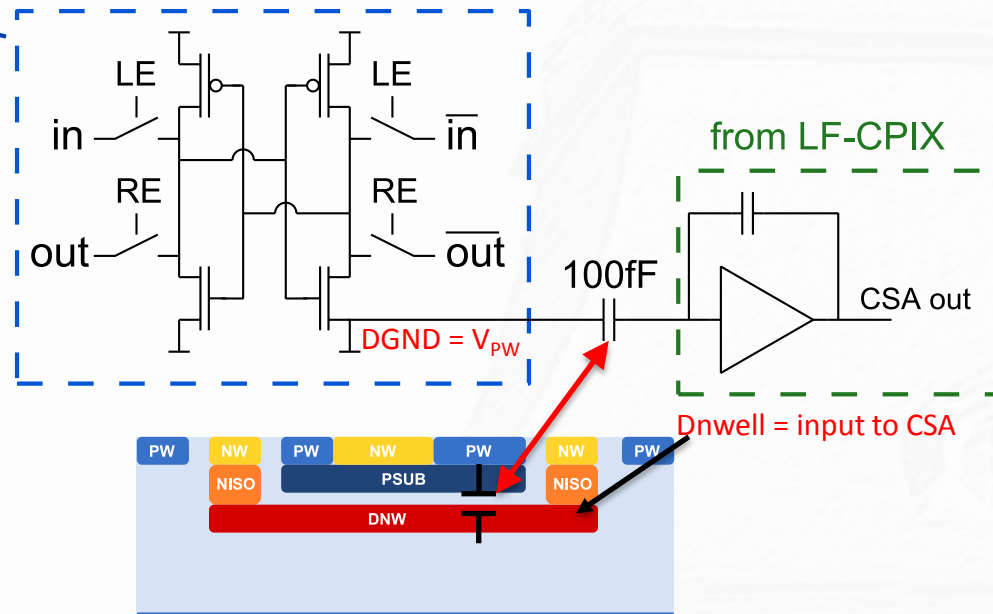 LE
LE
in
in
from LF-CPIX
RE
RE
out
out
100fF
CSA out
DGND = VPW
Dnwell = input to CSA
PW NW PW NW PW NW PW
NISO PSUB NISO
DNW